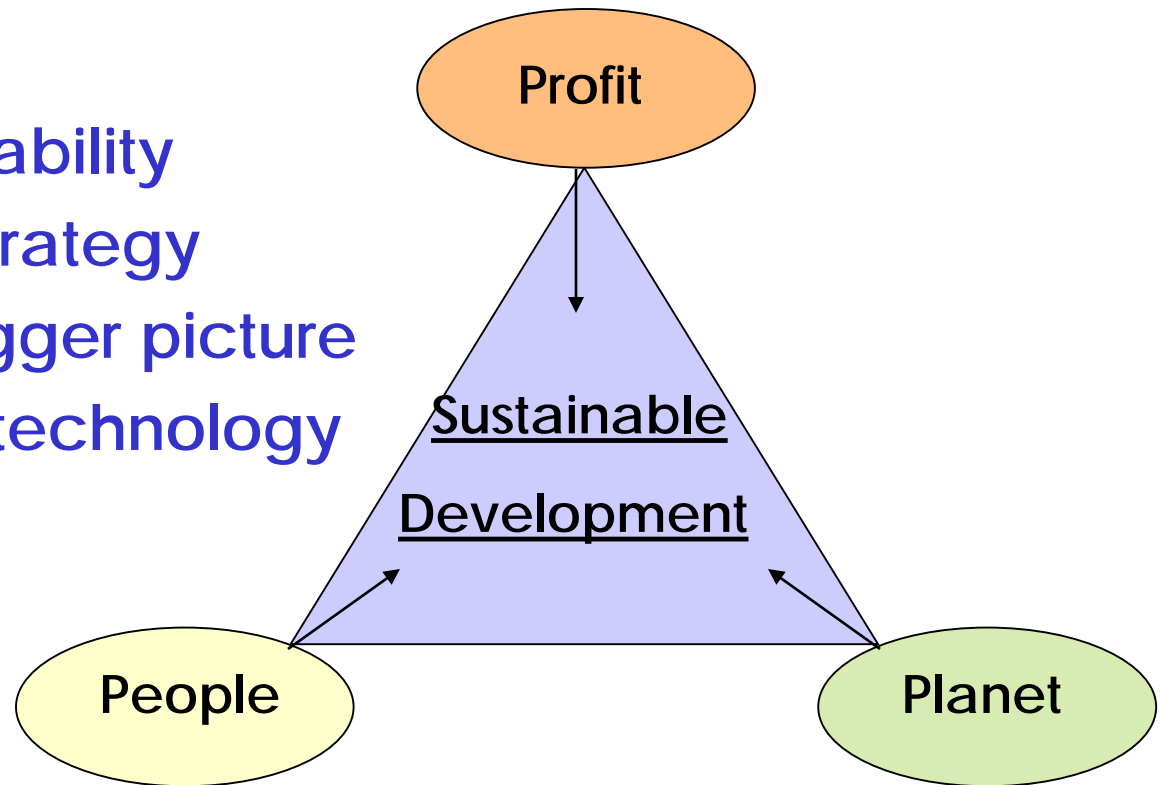 Profit
ability
rategy
gger picture
technology
Sustainable
Development
People
Planet